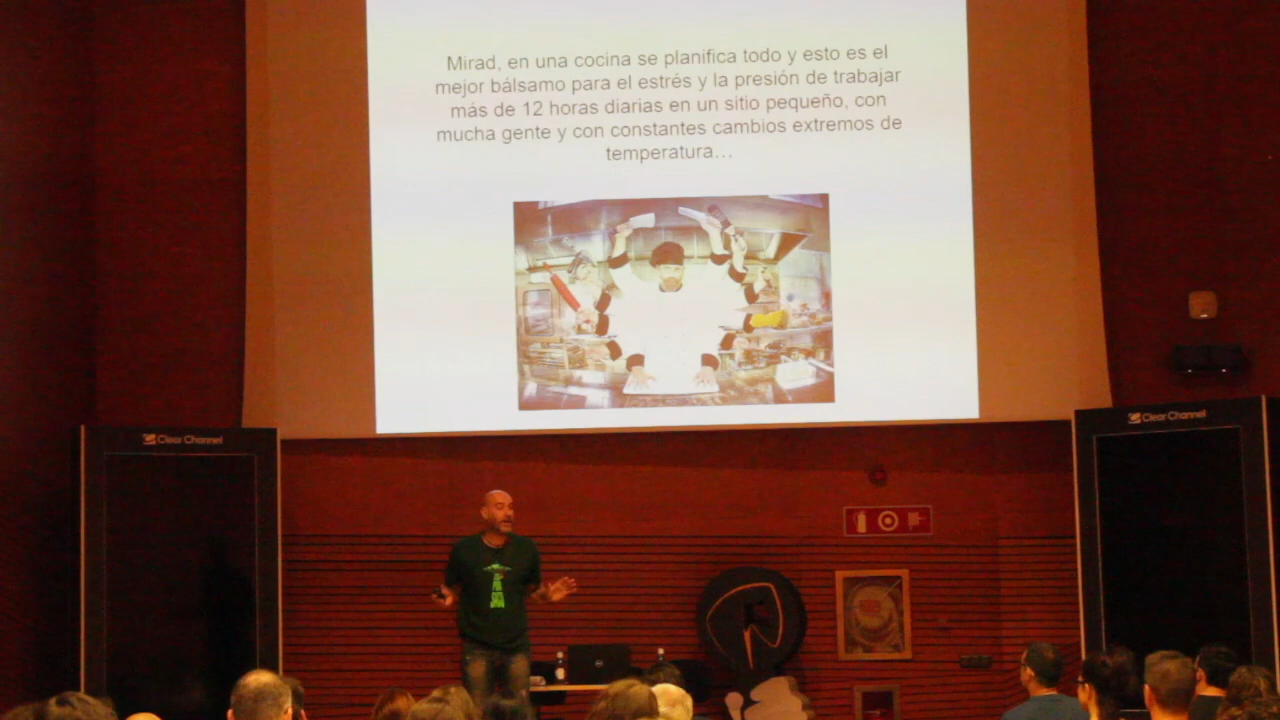 Mirad, en una cocina se planifica todo y esto es el
mejor bálsamo para el estrés y la presión de trabajar
más de 12 horas diarias en un sitio pequeño, con
mucha gente y con constantes cambios extremos de
temperatura…
Clear Channel
Clear Channel